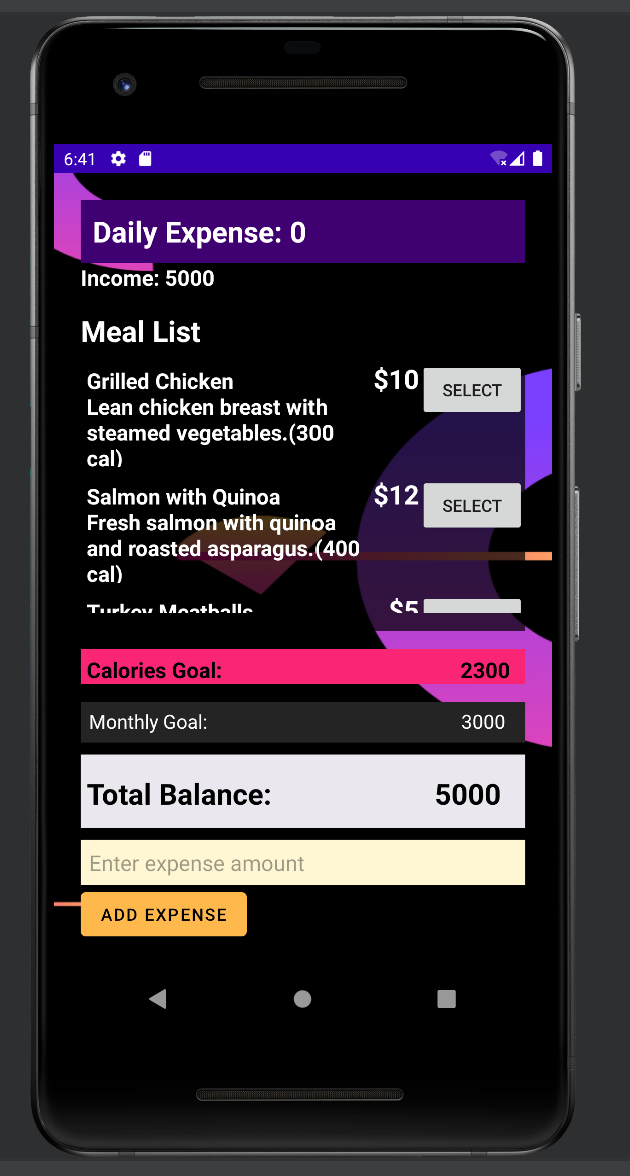 6:41
Daily Expense: 0
Income: 5000
Meal List
Grilled Chicken
$10
SELECT
Lean chicken breast with
steamed vegetables.(300
cal)
Salmon with Quinoa
$12
SELECT
Fresh salmon with quinoa
and roasted asparagus.(400
cal)
Turkey Meatballs
$5
Calories Goal: 2300
Monthly Goal: 3000
Total Balance: 5000
Enter expense amount
ADD EXPENSE